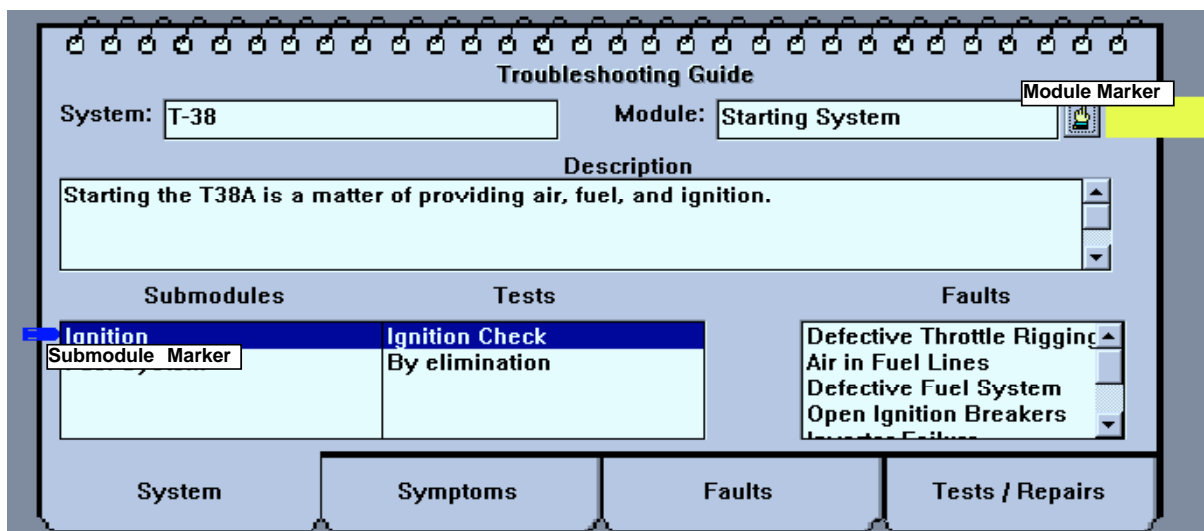 Troubleshooting Guide
Module Marker
System: T-38 Module: Starting System
Description
Starting the T38A is a matter of providing air, fuel, and ignition.
Submodules Tests Faults
Ignition Ignition Check Defective Throttle Rigging
Submodule Marker
By elimination Air in Fuel Lines
Defective Fuel System
Open Ignition Breakers
System Symptoms Faults Tests / Repairs